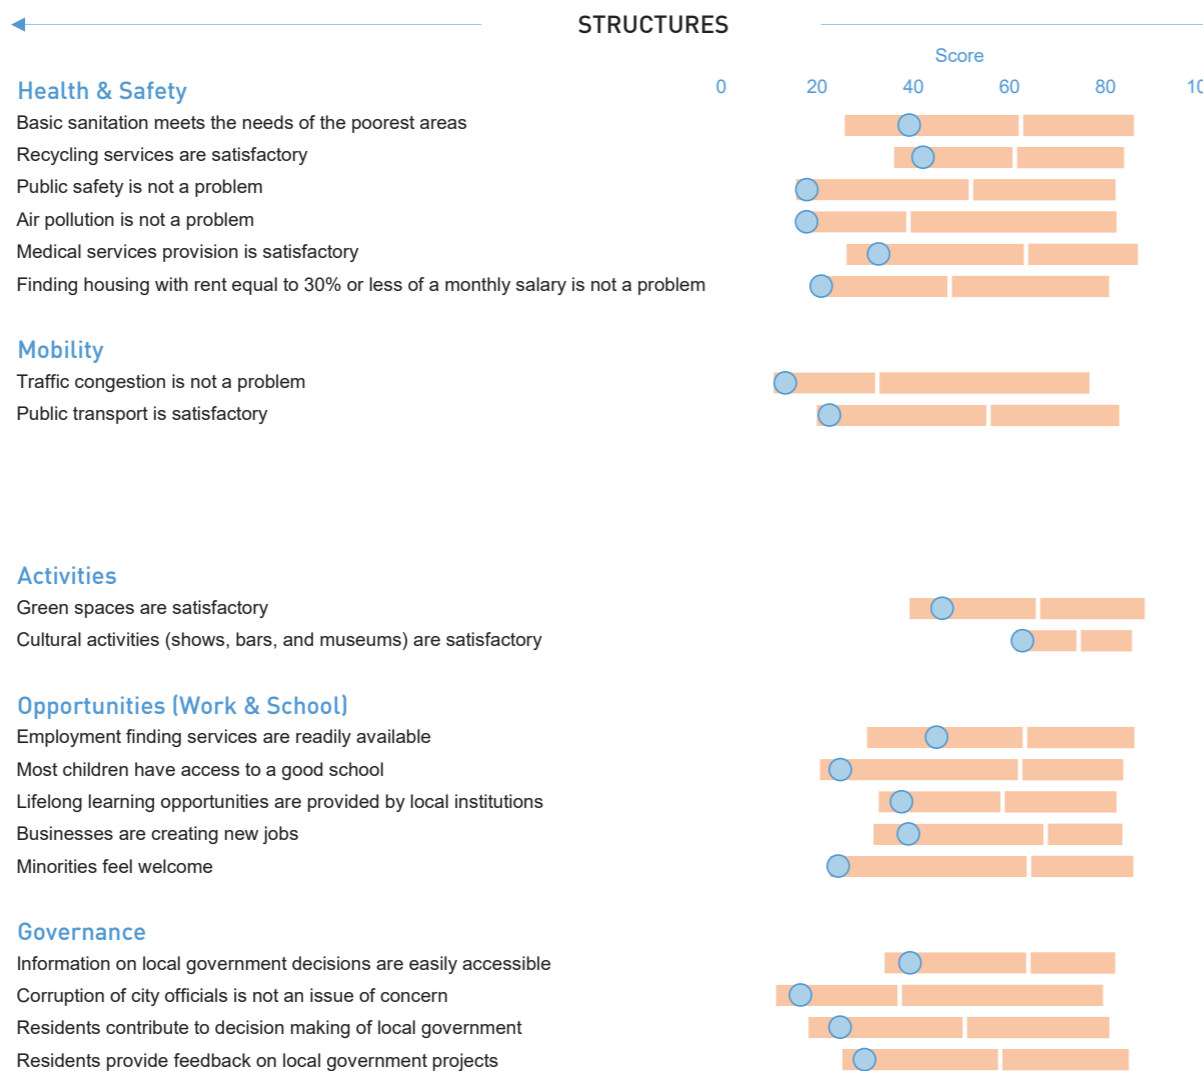 STRUCTURES
Score
Health & Safety
0 20 40 60 80 10
Basic sanitation meets the needs of the poorest areas
Recycling services are satisfactory
Public safety is not a problem
Air pollution is not a problem
Medical services provision is satisfactory
Finding housing with rent equal to 30% or less of a monthly salary is not a problem
Mobility
Traffic congestion is not a problem
Public transport is satisfactory
Activities
Green spaces are satisfactory
Cultural activities (shows, bars, and museums) are satisfactory
Opportunities (Work & School)
Employment finding services are readily available
Most children have access to a good school
Lifelong learning opportunities are provided by local institutions
Businesses are creating new jobs
Minorities feel welcome
Governance
Information on local government decisions are easily accessible
Corruption of city officials is not an issue of concern
Residents contribute to decision making of local government
Residents provide feedback on local government projects